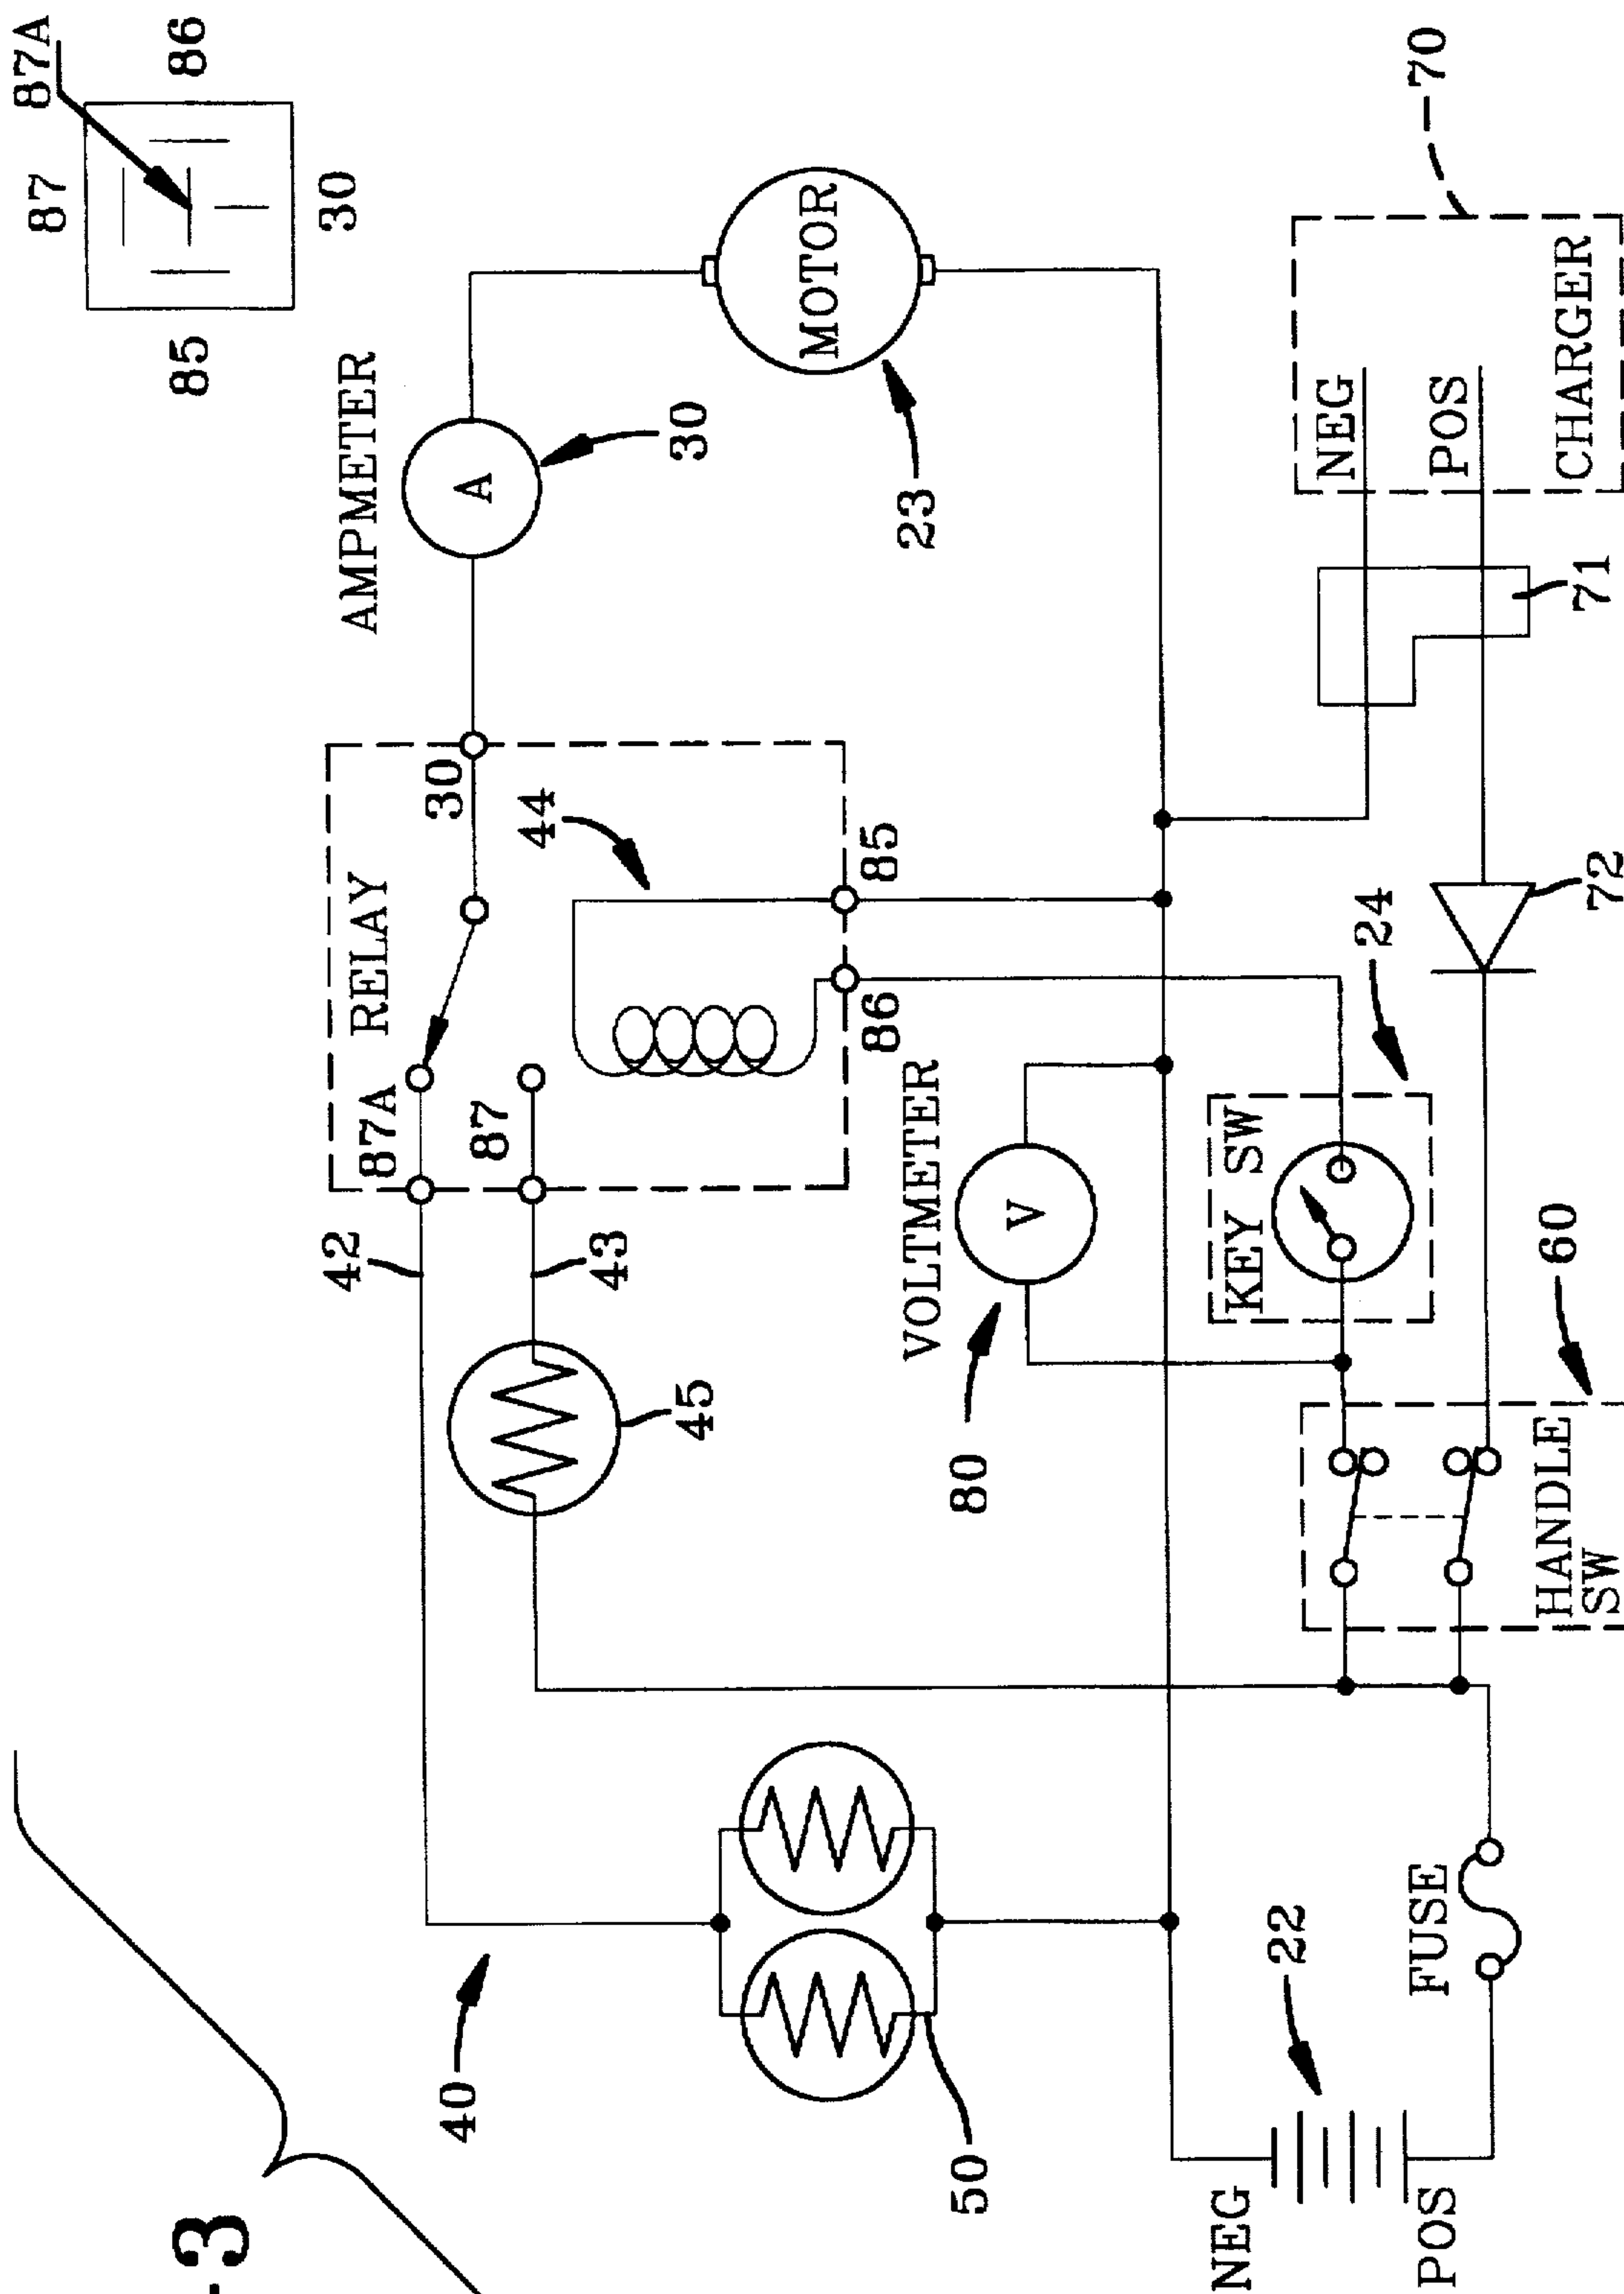 -3
87A
87
86
85
30
AMPMETER
A
30
MOTOR
23
RELAY
30
44
87A
87
85
86
42
43
45
40
50
VOLTMETER
V
80
KEY SW
24
70
NEG
POS
CHARGER
71
72
60
HANDLE
SW
FUSE
22
NEG
POS